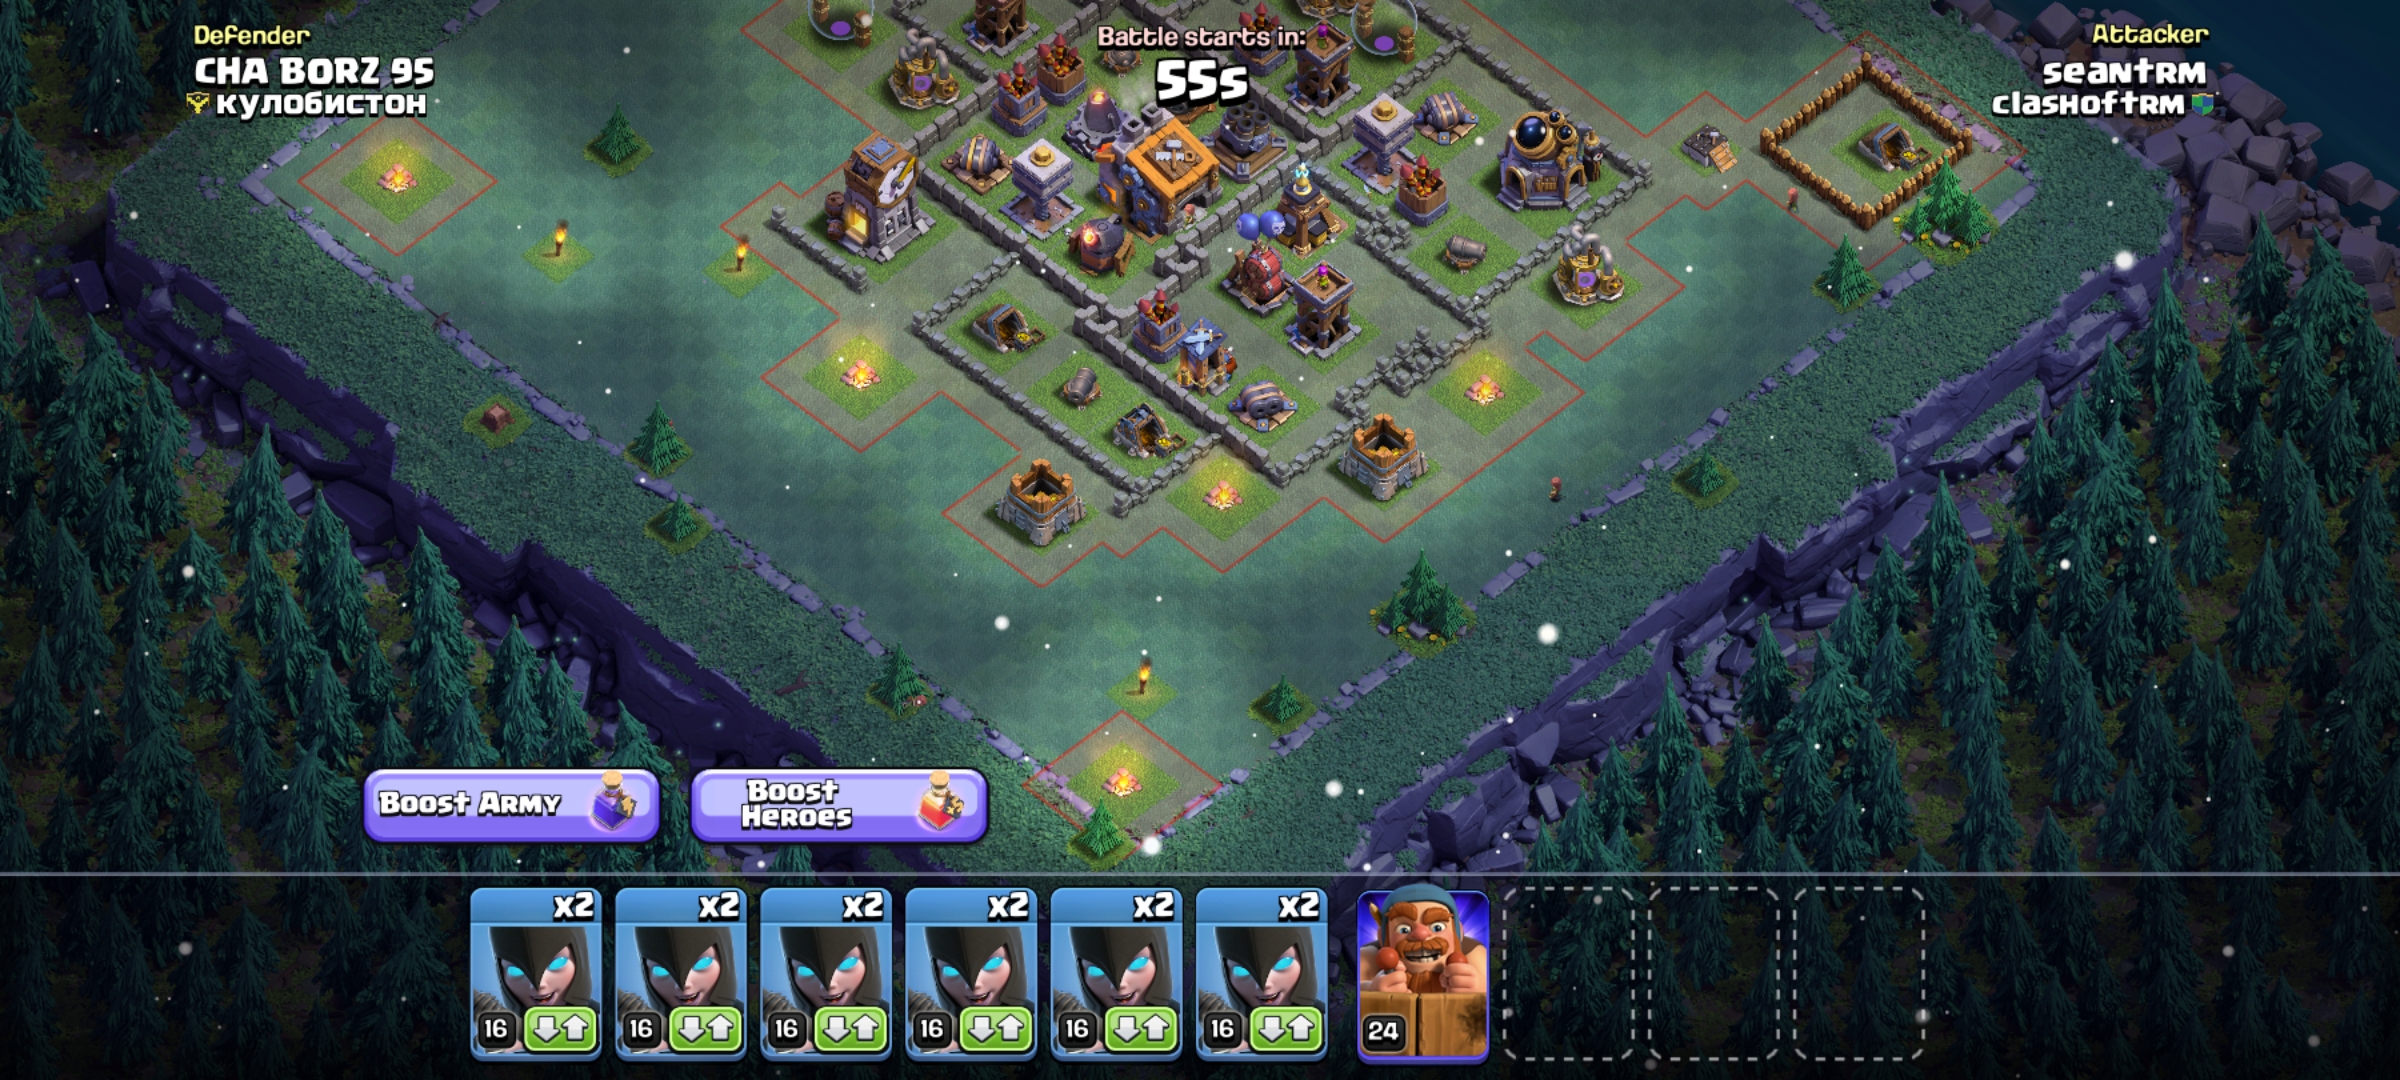 Defender
CHA BORZ 95
кулобистон
Battle starts in:
55s
Attacker
seantRM
clashoftRM
Boost Army
Boost
Heroes
x2
x2
x2
x2
x2
x2
16
16
16
16
16
16
24